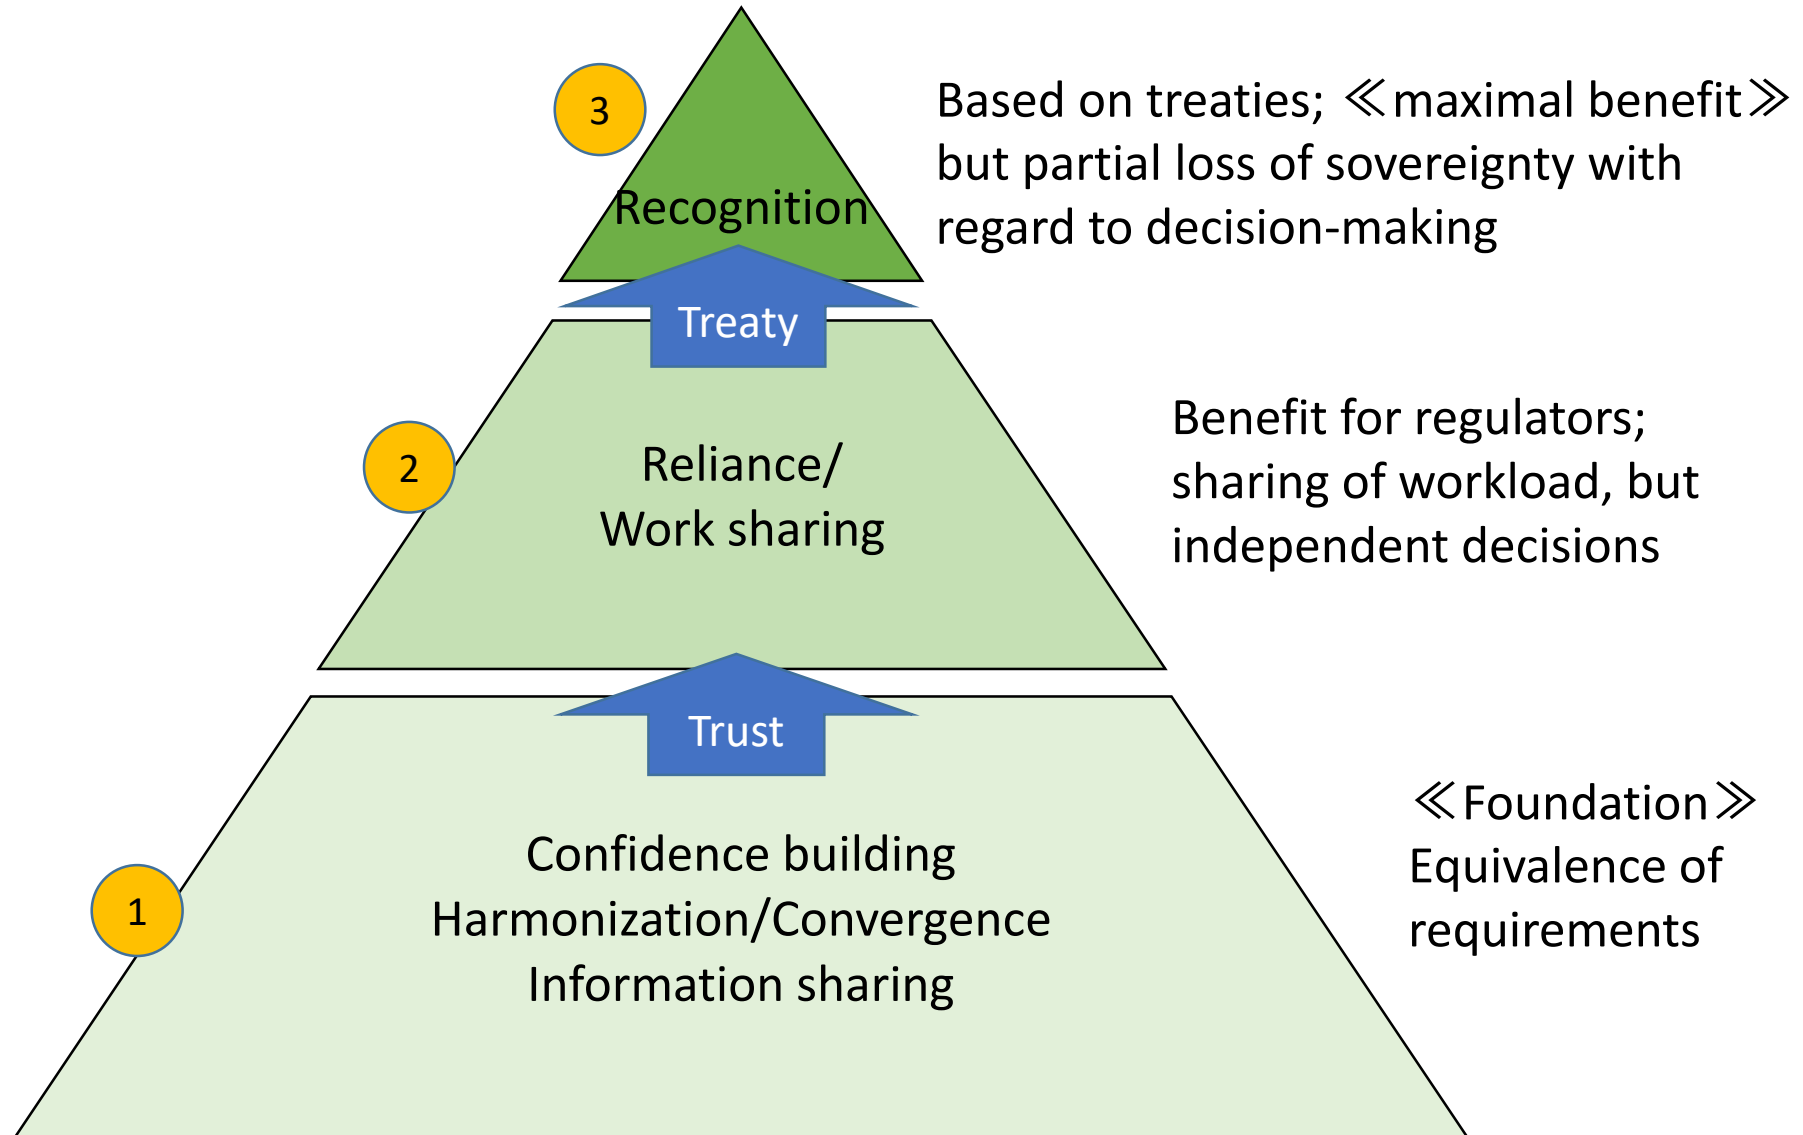 3
Based on treaties; ≪maximal benefit≫
but partial loss of sovereignty with
regard to decision-making
Recognition
Treaty
2
Reliance/
Work sharing
Benefit for regulators;
sharing of workload, but
independent decisions
Trust
1
Confidence building
Harmonization/Convergence
Information sharing
≪Foundation≫
Equivalence of
requirements